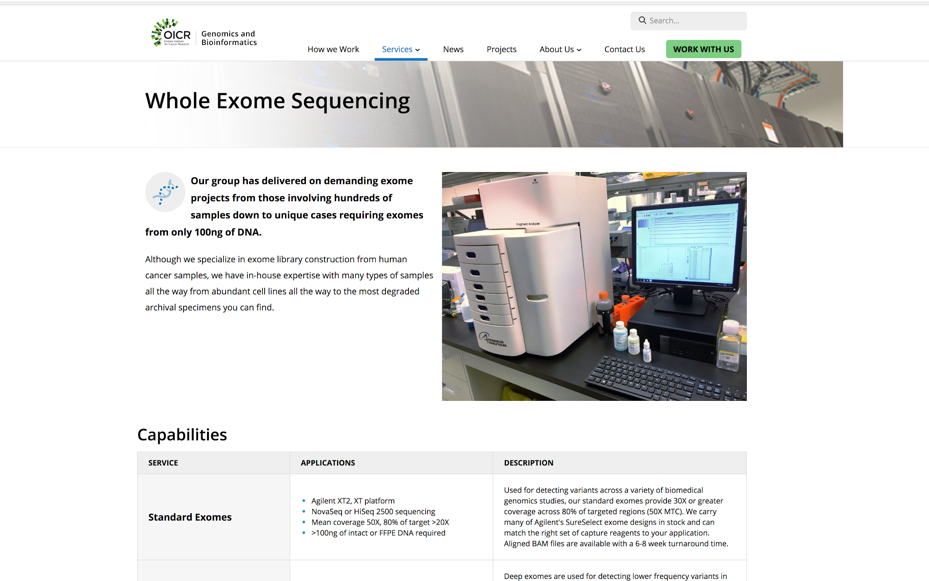 OICR
Genomics and
Bioinformatics
Search...
How we Work
Services
News
Projects
About Us
Contact Us
WORK WITH US
Whole Exome Sequencing
Our group has delivered on demanding exome
projects from those involving hundreds of
samples down to unique cases requiring exomes
from only 100ng of DNA.
Although we specialize in exome library construction from human
cancer samples, we have in-house expertise with many types of samples
all the way from abundant cell lines all the way to the most degraded
archival specimens you can find.
Capabilities
SERVICE
APPLICATIONS
DESCRIPTION
Standard Exomes
Agilent XT2, XT platform
NovaSeq or HiSeq 2500 sequencing
Mean coverage 50X, 80% of target >20X
>100ng of intact or FFPE DNA required
Used for detecting variants across a variety of biomedical
genomics studies, our standard exomes provide 30X or greater
coverage across 80% of targeted regions (50X MTC). We carry
many of Agilent's SureSelect exome designs in stock and can
match the right set of capture reagents to your application.
Aligned BAM files are available with a 6-8 week turnaround time.
Deep exomes are used for detecting lower frequency variants in